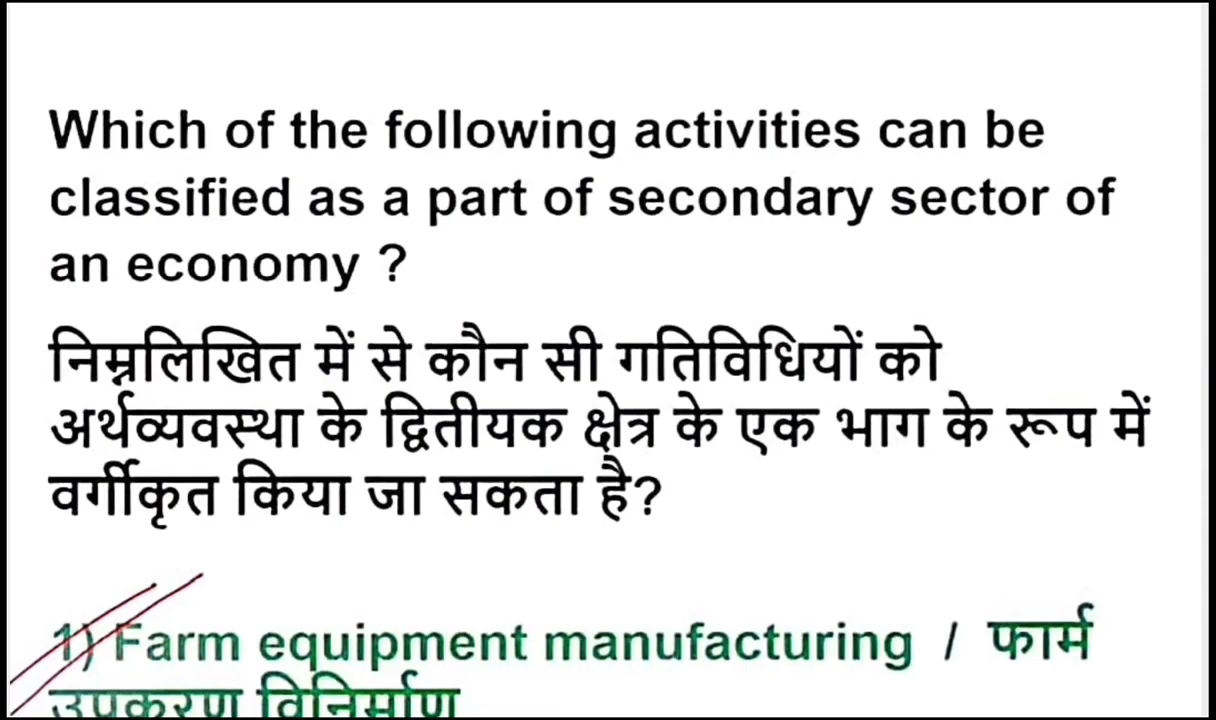 Which of the following activities can be
classified as a part of secondary sector of
an economy ?
निम्नलिखित में से कौन सी गतिविधियों को
अर्थव्यवस्था के द्वितीयक क्षेत्र के एक भाग के रूप में
वर्गीकृत किया जा सकता है?
1) Farm equipment manufacturing / फार्म
उपकरण विनिर्माण